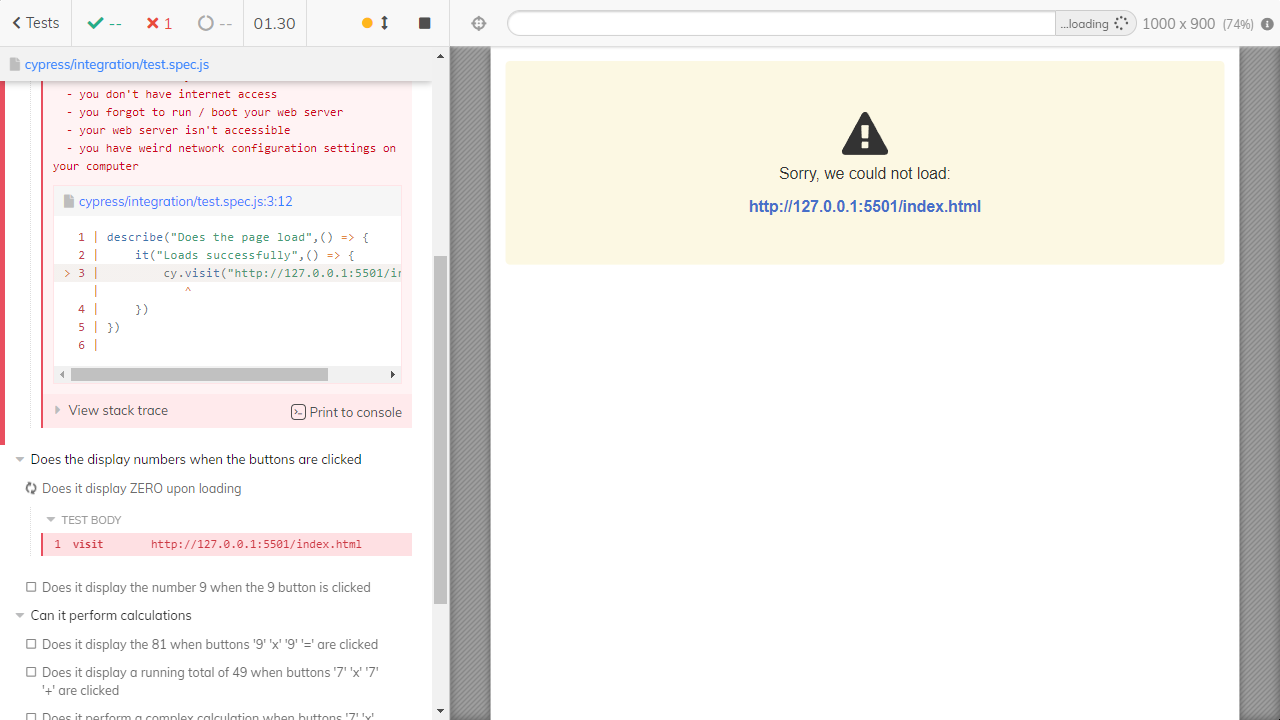 Tests
--
1
--
01.30
...loading
1000 x 900 (74%)
cypress/integration/test.spec.js
- you don't have internet access
- you forgot to run / boot your web server
- your web server isn't accessible
- you have weird network configuration settings on
your computer
cypress/integration/test.spec.js:3:12
1 | describe("Does the page load",() => {
2 |     it("Loads successfully",() => {
> 3 |         cy.visit("http://127.0.0.1:5501/in
|            ^
4 |     })
5 | })
6 |
View stack trace
Print to console
Does the display numbers when the buttons are clicked
Does it display ZERO upon loading
TEST BODY
1 visit http://127.0.0.1:5501/index.html
Does it display the number 9 when the 9 button is clicked
Can it perform calculations
Does it display the 81 when buttons '9' 'x' '9' '=' are clicked
Does it display a running total of 49 when buttons '7' 'x' '7'
'+' are clicked
Does it perform a complex calculation when buttons '7' 'x'
Sorry, we could not load:
http://127.0.0.1:5501/index.html